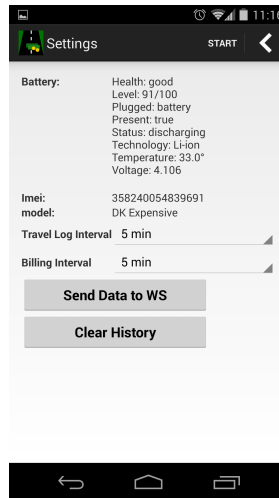 11:16
Settings
START
Battery:
Health: good
Level: 91/100
Plugged: battery
Present: true
Status: discharging
Technology: Li-ion
Temperature: 33.0°
Voltage: 4.106
Imei:
358240054839691
model:
DK Expensive
Travel Log Interval
5 min
Billing Interval
5 min
Send Data to WS
Clear History